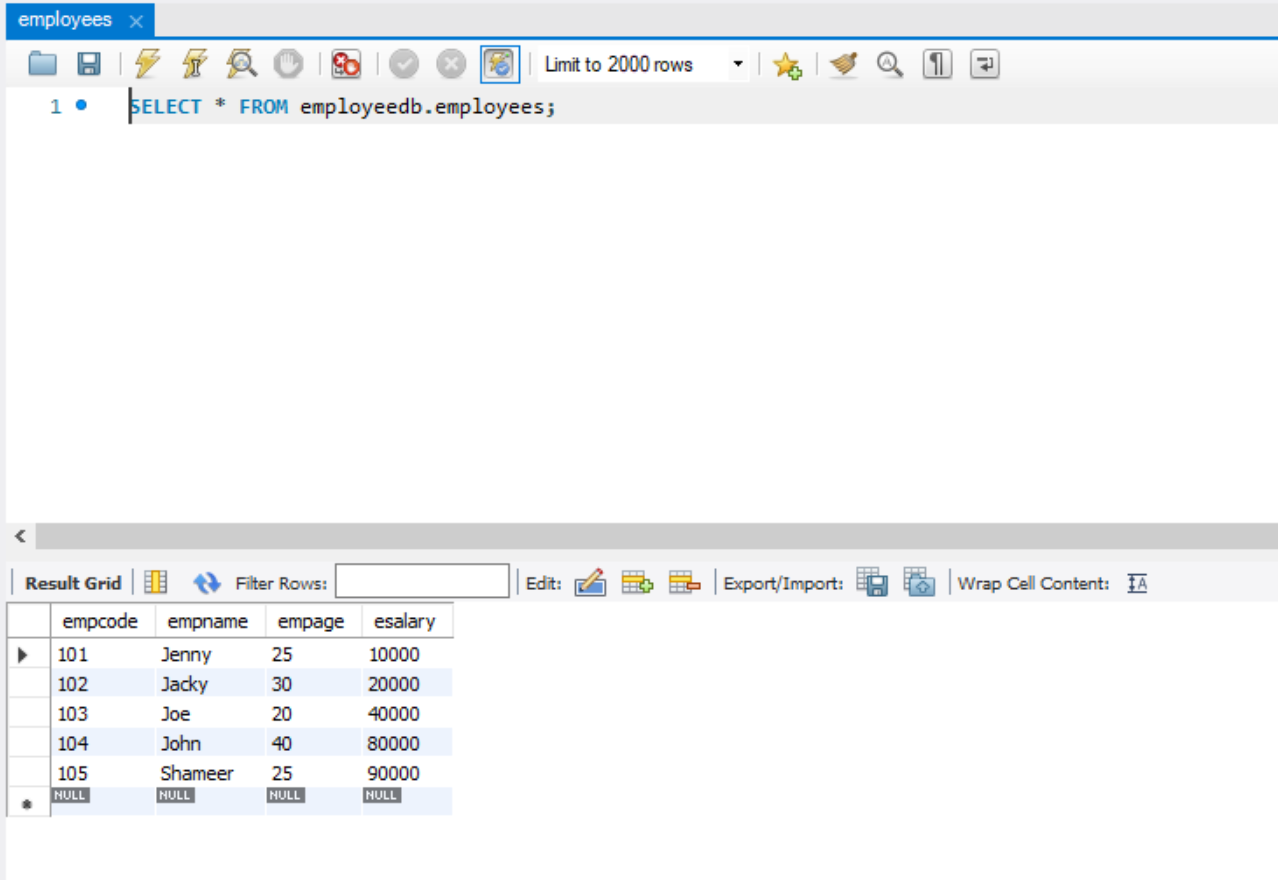 employees
Limit to 2000 rows
1 SELECT * FROM employeedb.employees;
Result Grid Filter Rows: Edit: Export/Import: Wrap Cell Content:
empcode empname empage esalary
101 Jenny 25 10000
102 Jacky 30 20000
103 Joe 20 40000
104 John 40 80000
105 Shameer 25 90000
NULL NULL NULL NULL